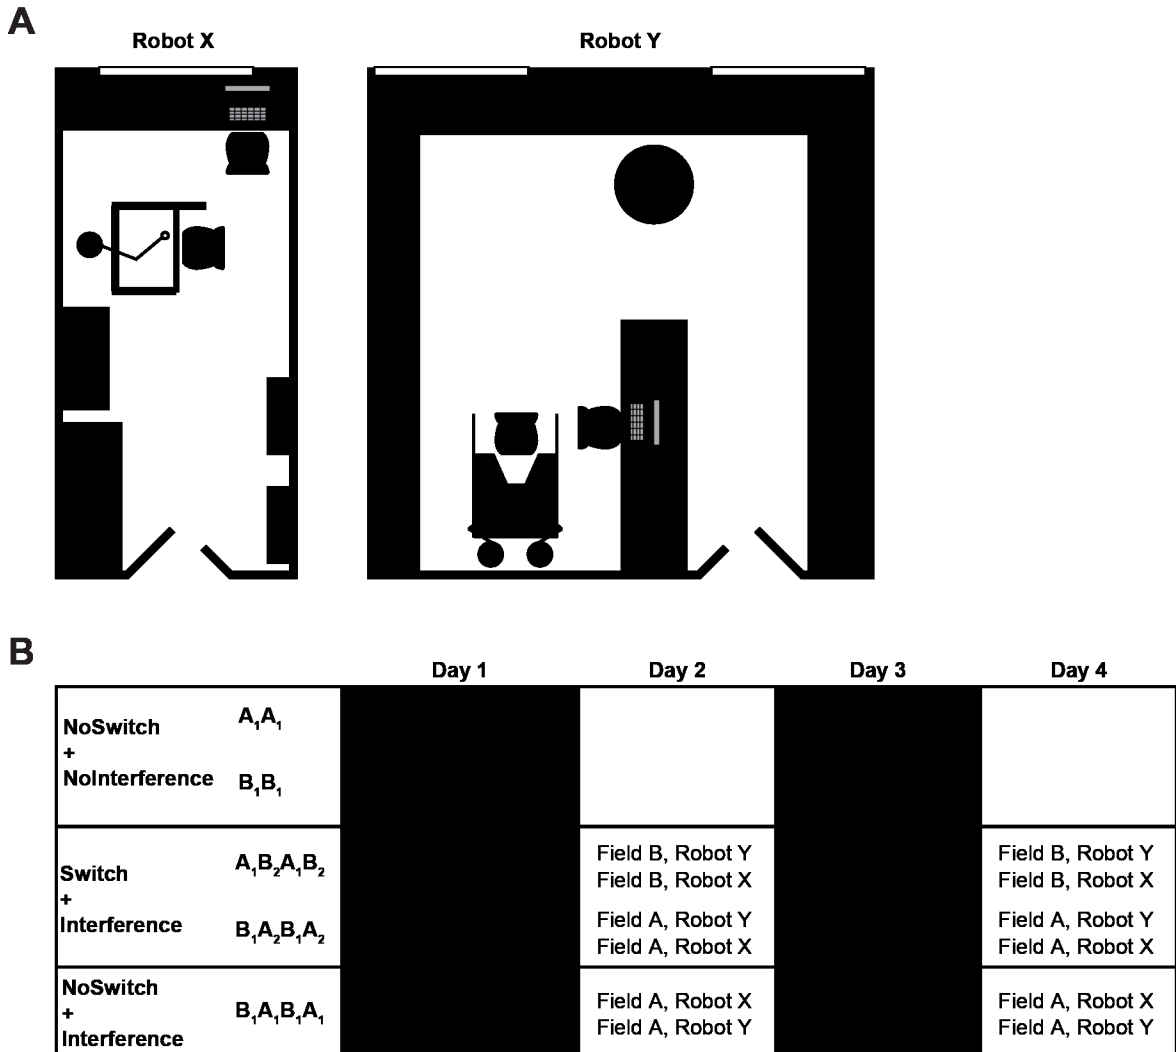 A
Robot X
Robot Y
B
Day 1
Day 2
Day 3
Day 4
NoSwitch
+
NoInterference
A₁A₁
B₁B₁
Switch
+
Interference
A₁B₂A₁B₂
B₁A₂B₁A₂
Field B, Robot Y
Field B, Robot X
Field A, Robot Y
Field A, Robot X
Field B, Robot Y
Field B, Robot X
Field A, Robot Y
Field A, Robot X
NoSwitch
+
Interference
B₁A₁B₁A₁
Field A, Robot X
Field A, Robot Y
Field A, Robot X
Field A, Robot Y